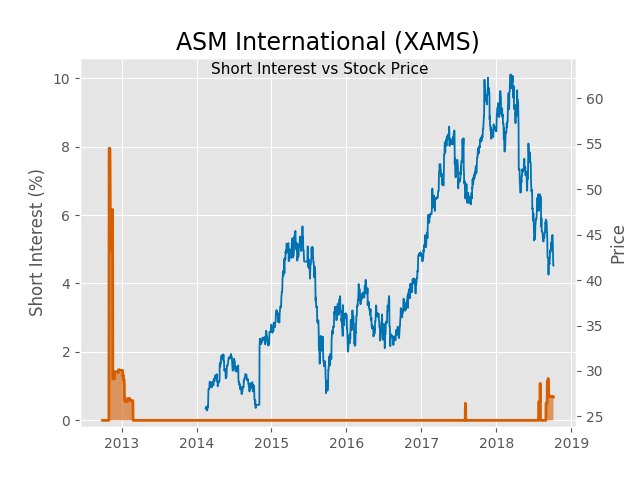 ASM International (XAMS)
Short Interest vs Stock Price
Short Interest (%)
10
8
6
4
2
0
60
55
50
45
40
35
30
25
Price
2013 2014 2015 2016 2017 2018 2019